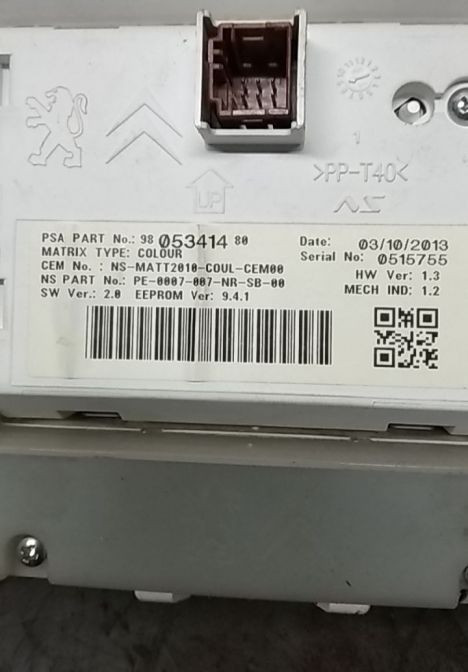 1
>PP-T40<
UP
PSA PART No.: 98 053414 80
MATRIX TYPE: COLOUR
CEM No. : NS-MATT2010-COUL-CEM00
NS PART No.: PE-0007-007-NR-SB-00
SW Ver.: 2.0 EEPROM Ver: 9.4.1
Date: 03/10/2013
Serial No: 0515755
HW Ver: 1.3
MECH IND: 1.2